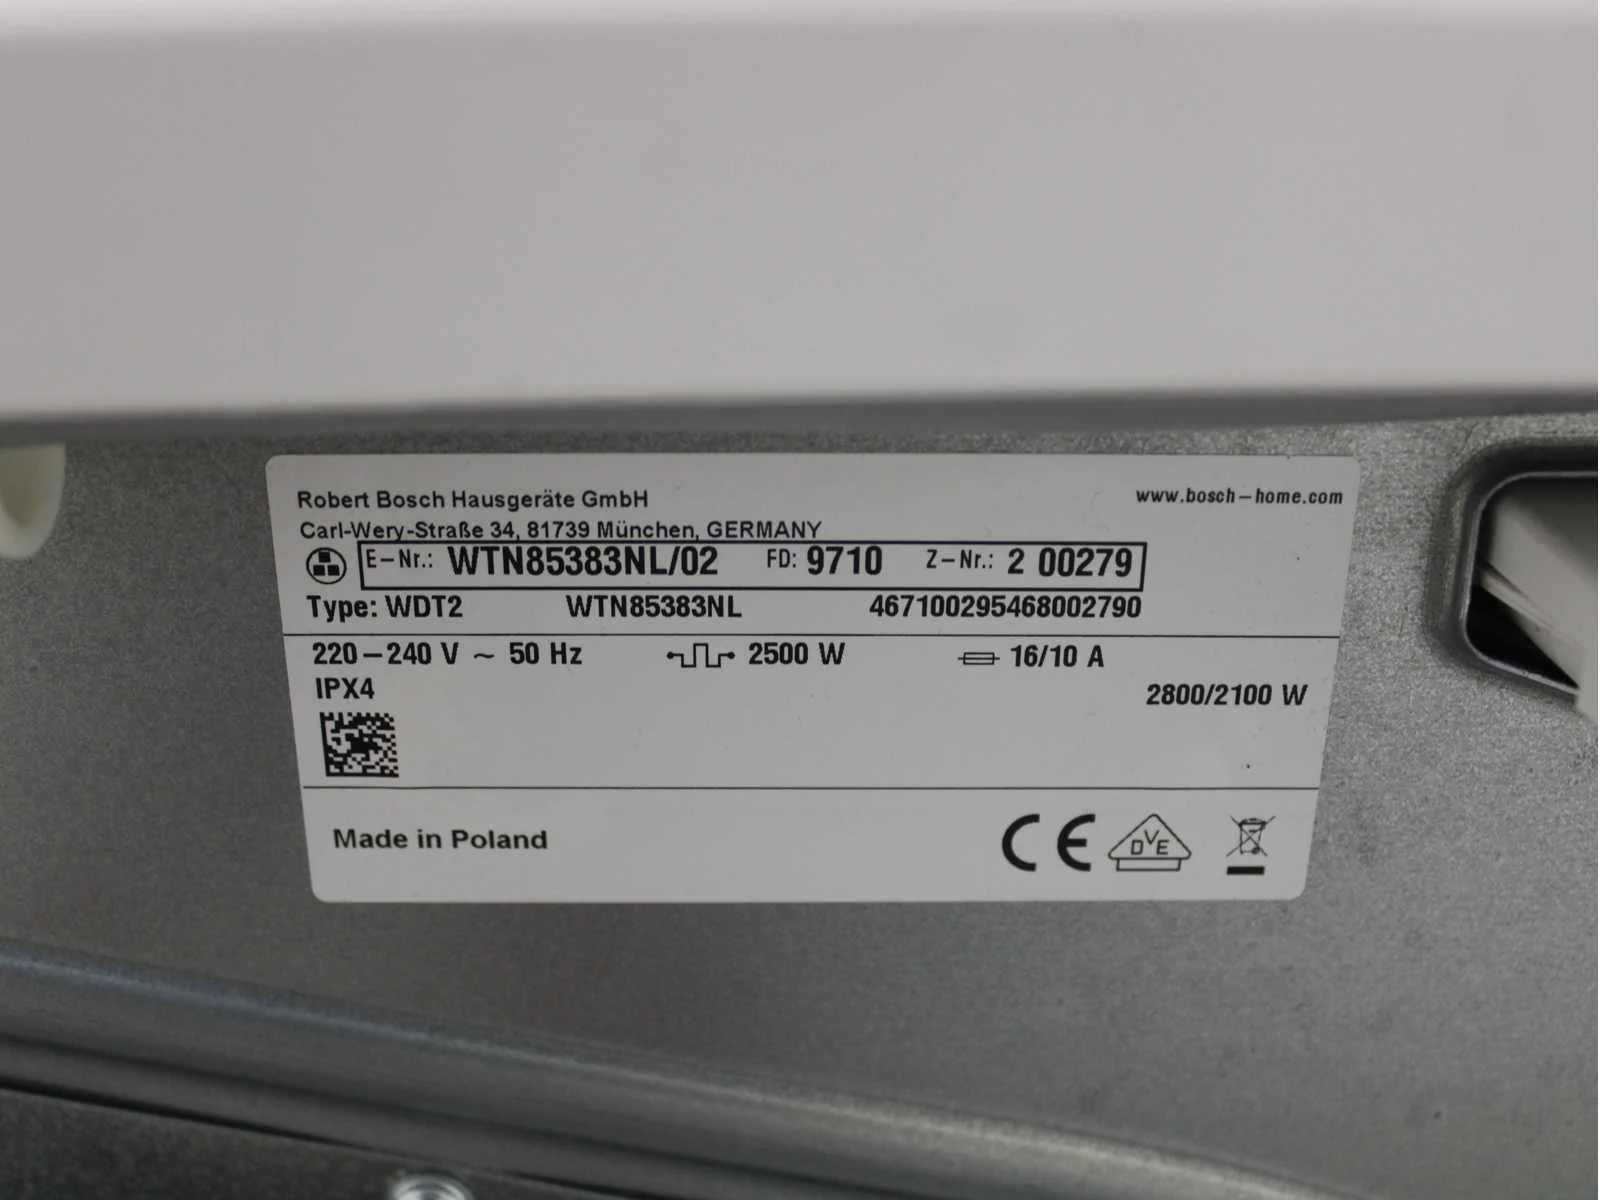 Robert Bosch Hausgeräte GmbH
www.bosch-home.com
Carl-Wery-Straße 34, 81739 München, GERMANY
E-Nr.: WTN85383NL/02 FD: 9710 Z-Nr.: 2 00279
Type: WDT2 WTN85383NL 467100295468002790
220-240 V ~ 50 Hz 2500 W 16/10 A
IPX4
2800/2100 W
Made in Poland
CE DVE